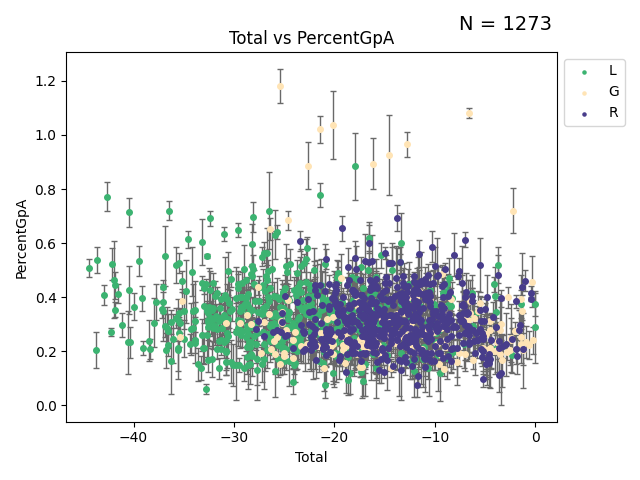 N = 1273
Total vs PercentGpA
L
G
R
PercentGpA
1.2
1.0
0.8
0.6
0.4
0.2
0.0
−40
−30
−20
−10
0
Total